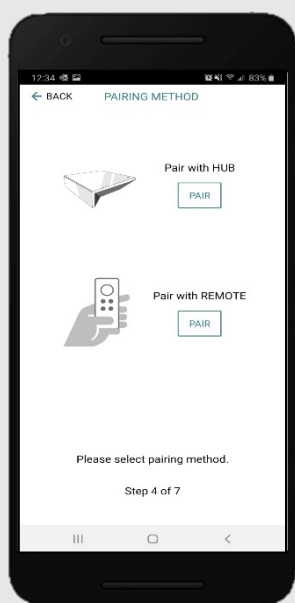 12:34 83%
← BACK PAIRING METHOD
Pair with HUB
PAIR
Pair with REMOTE
PAIR
Please select pairing method.
Step 4 of 7